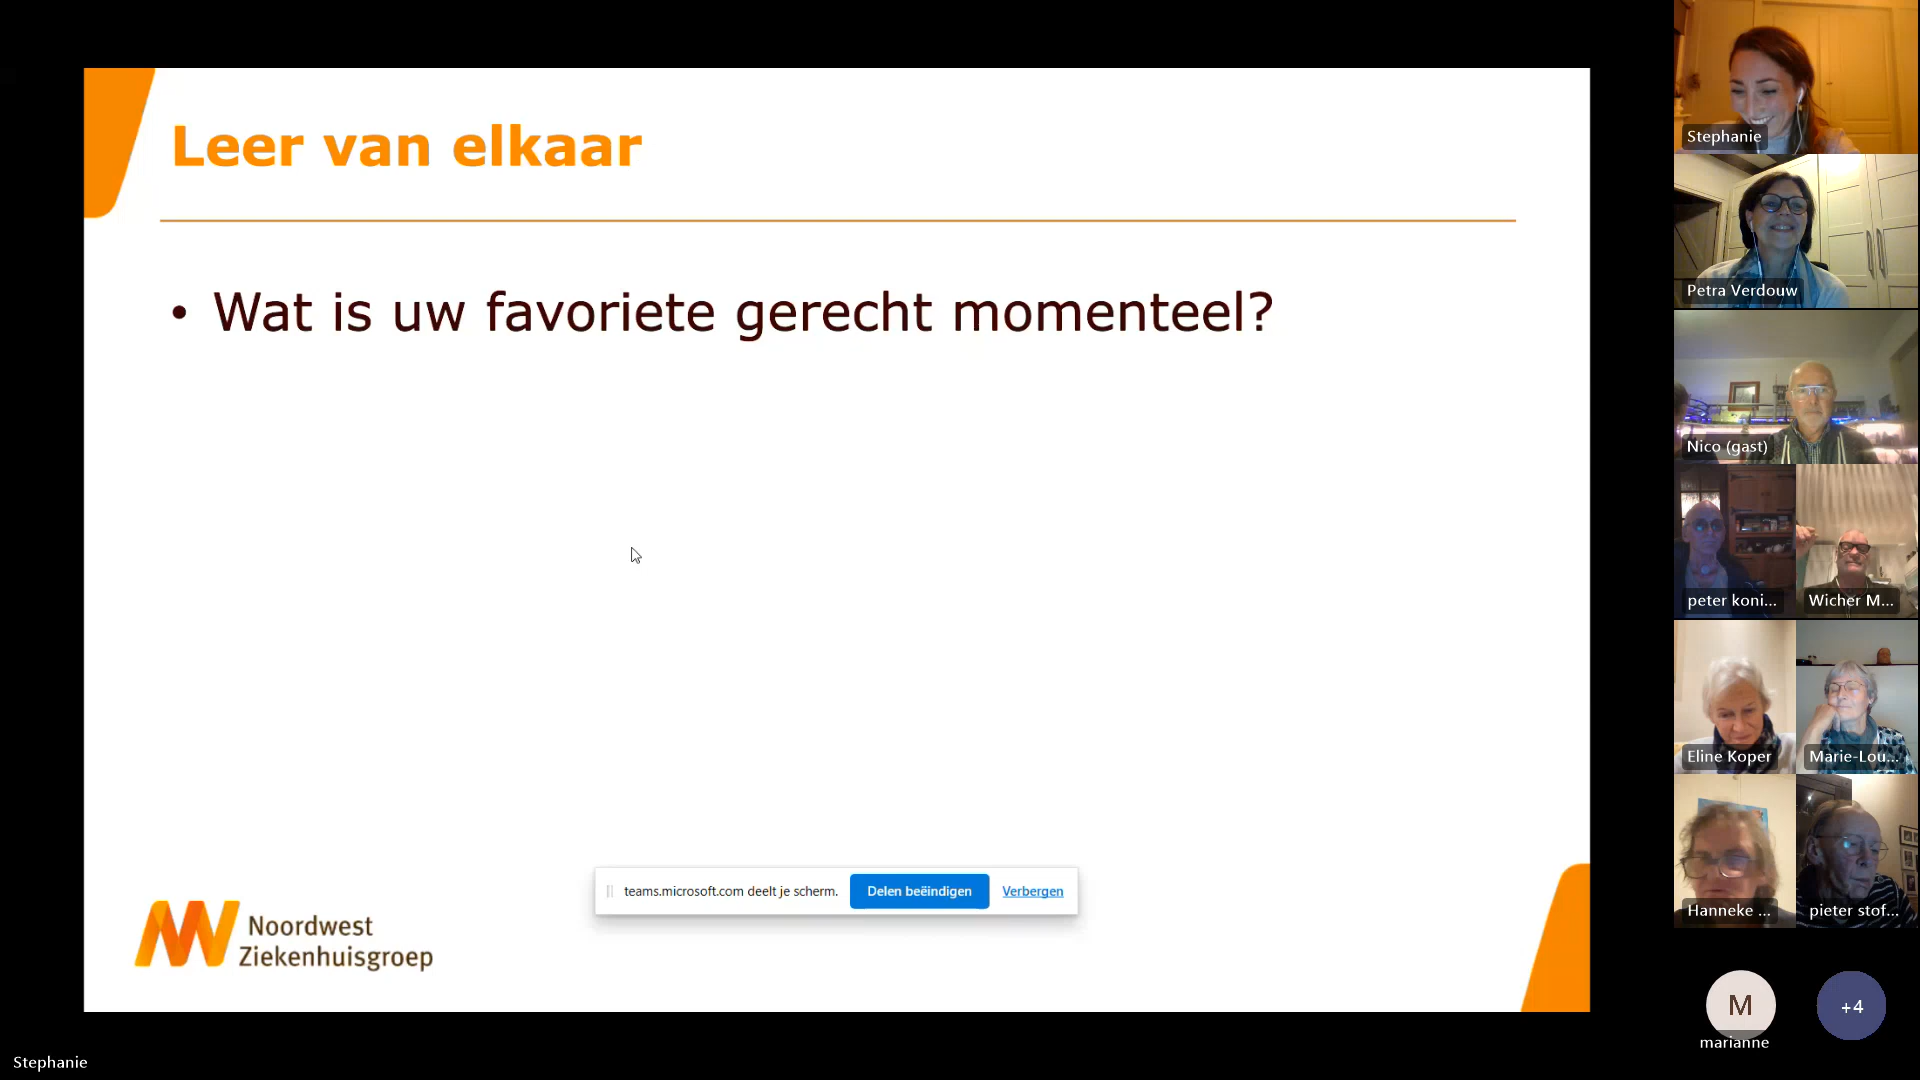 Leer van elkaar
• Wat is uw favoriete gerecht momenteel?
teams.microsoft.com deelt je scherm.
Delen beëindigen
Verbergen
Noordwest
Ziekenhuisgroep
Stephanie
Petra Verdouw
Nico (gast)
peter koni...
Wicher M...
Eline Koper
Marie-Lou...
Hanneke ...
pieter stof...
M
marianne
+4
Stephanie